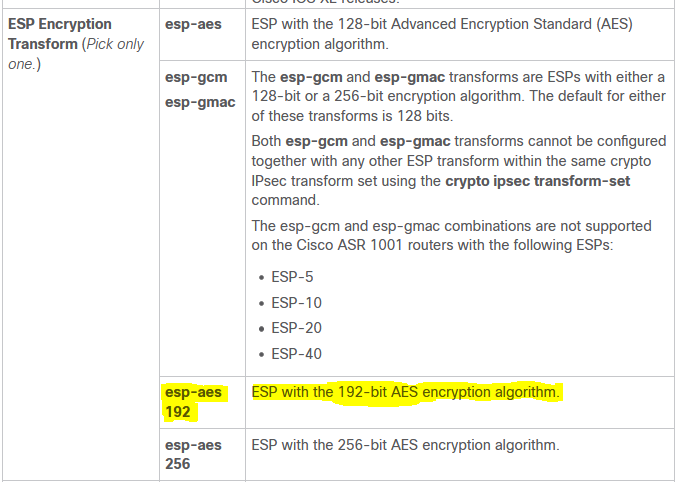 Cisco IOS XE releases.
ESP Encryption
Transform (Pick only
one.)
esp-aes
ESP with the 128-bit Advanced Encryption Standard (AES)
encryption algorithm.
esp-gcm
esp-gmac
The esp-gcm and esp-gmac transforms are ESPs with either a
128-bit or a 256-bit encryption algorithm. The default for either
of these transforms is 128 bits.
Both esp-gcm and esp-gmac transforms cannot be configured
together with any other ESP transform within the same crypto
IPsec transform set using the crypto ipsec transform-set
command.
The esp-gcm and esp-gmac combinations are not supported
on the Cisco ASR 1001 routers with the following ESPs:
• ESP-5
• ESP-10
• ESP-20
• ESP-40
esp-aes
192
ESP with the 192-bit AES encryption algorithm.
esp-aes
256
ESP with the 256-bit AES encryption algorithm.